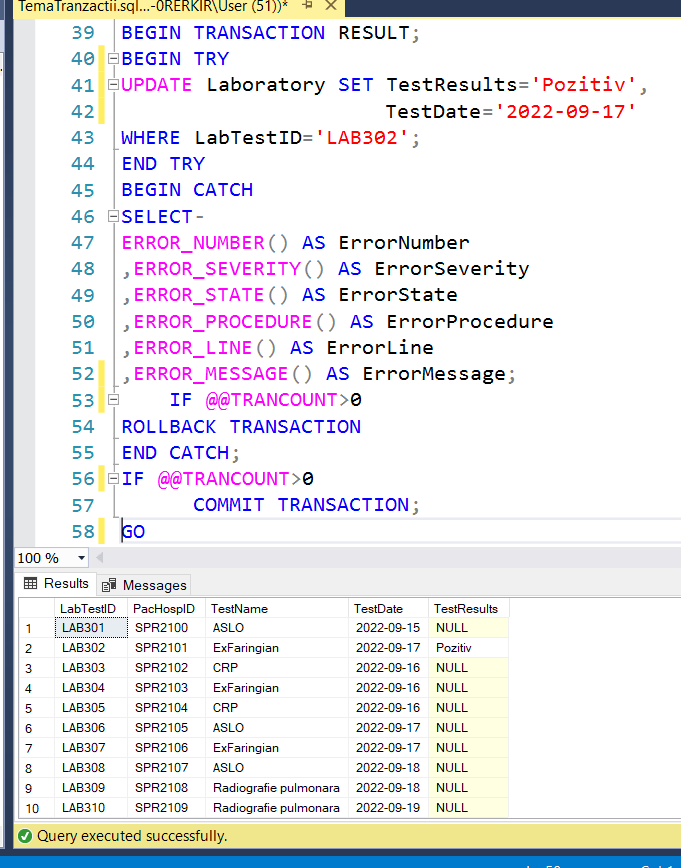 TemaTranzactii.sql...-0RERKIR\User (51))*
39 BEGIN TRANSACTION RESULT;
40 BEGIN TRY
41 UPDATE Laboratory SET TestResults='Pozitiv',
42 TestDate='2022-09-17'
43 WHERE LabTestID='LAB302';
44 END TRY
45 BEGIN CATCH
46 SELECT-
47 ERROR_NUMBER() AS ErrorNumber
48 ,ERROR_SEVERITY() AS ErrorSeverity
49 ,ERROR_STATE() AS ErrorState
50 ,ERROR_PROCEDURE() AS ErrorProcedure
51 ,ERROR_LINE() AS ErrorLine
52 ,ERROR_MESSAGE() AS ErrorMessage;
53 IF @@TRANCOUNT>0
54 ROLLBACK TRANSACTION
55 END CATCH;
56 IF @@TRANCOUNT>0
57 COMMIT TRANSACTION;
58 GO
100 %
Results Messages
LabTestID PacHospID TestName TestDate TestResults
1 LAB301 SPR2100 ASLO 2022-09-15 NULL
2 LAB302 SPR2101 ExFaringian 2022-09-17 Pozitiv
3 LAB303 SPR2102 CRP 2022-09-16 NULL
4 LAB304 SPR2103 ExFaringian 2022-09-16 NULL
5 LAB305 SPR2104 CRP 2022-09-16 NULL
6 LAB306 SPR2105 ASLO 2022-09-17 NULL
7 LAB307 SPR2106 ExFaringian 2022-09-17 NULL
8 LAB308 SPR2107 ASLO 2022-09-18 NULL
9 LAB309 SPR2108 Radiografie pulmonara 2022-09-18 NULL
10 LAB310 SPR2109 Radiografie pulmonara 2022-09-19 NULL
Query executed successfully.